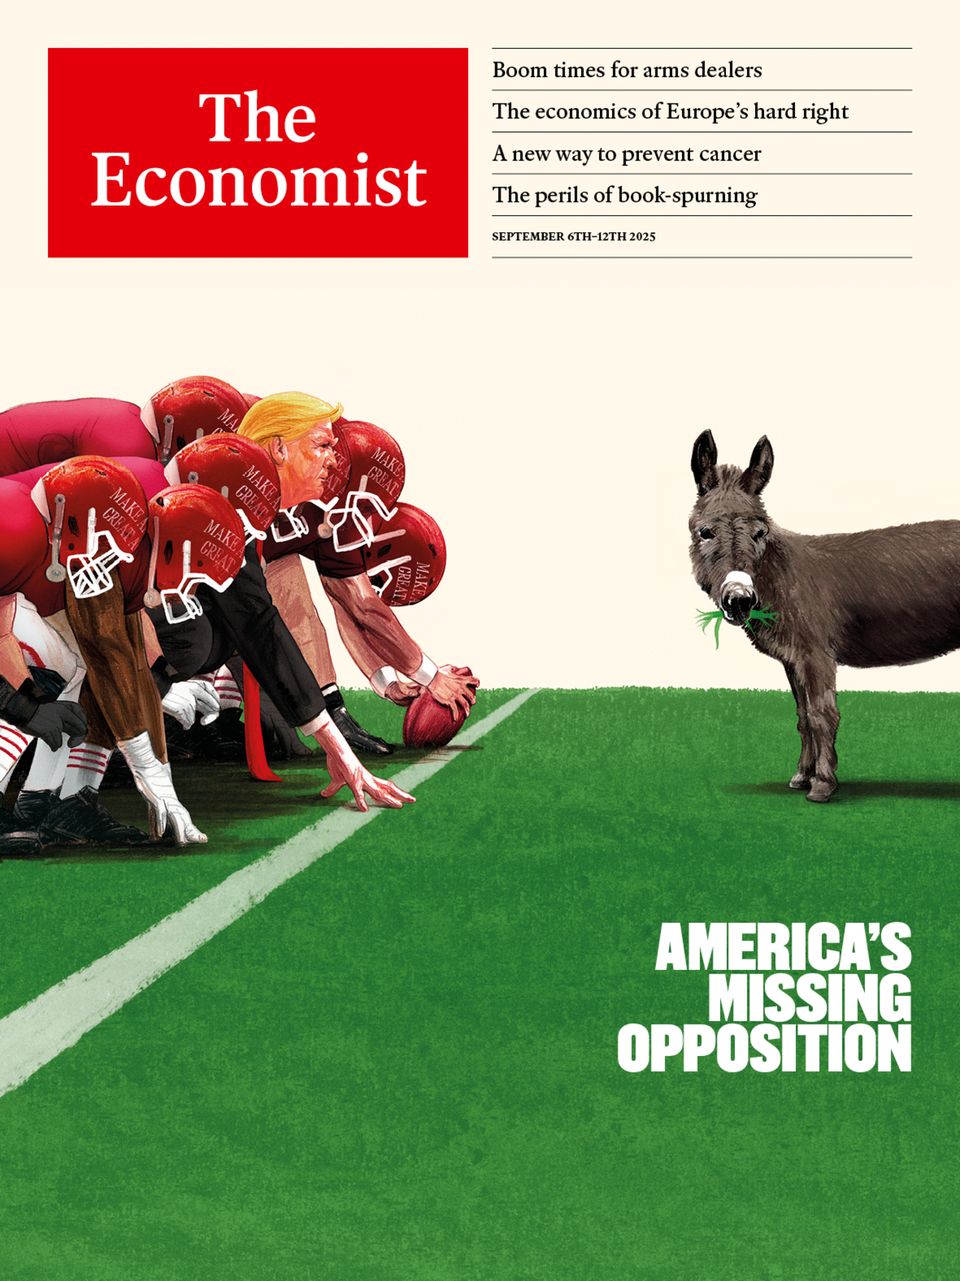 The
Economist
Boom times for arms dealers
The economics of Europe’s hard right
A new way to prevent cancer
The perils of book-spurning
SEPTEMBER 6TH–12TH 2025
MAKE
MAKE A
GREAT A
MAKE A
GREAT
MAKE A
GREAT
MAKE
GREAT
MAKE A
GREAT A
AMERICA’S
MISSING
OPPOSITION